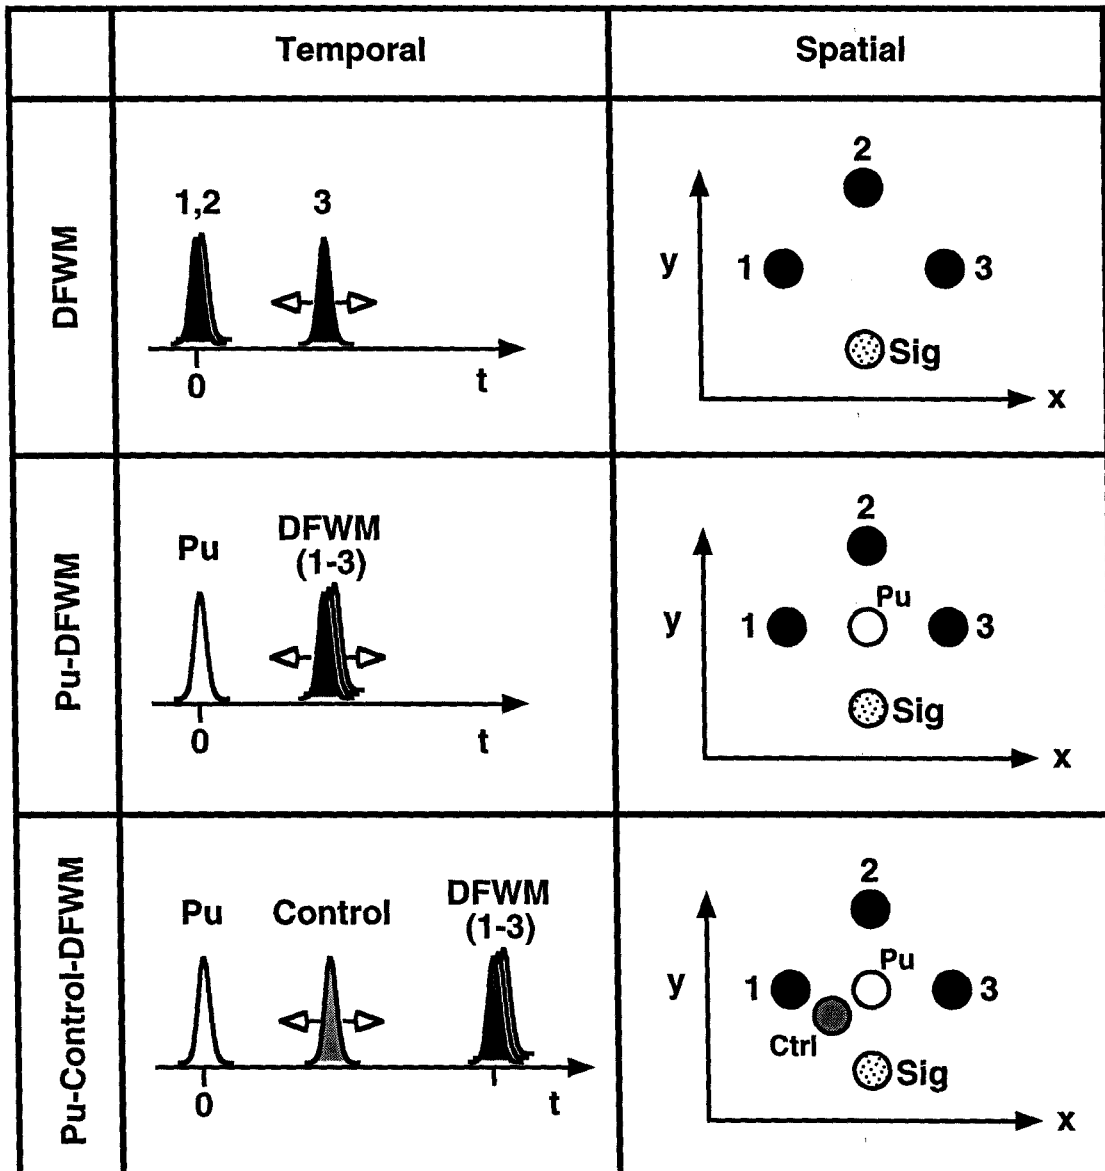 Temporal
Spatial
DFWM
1,2
3
0
t
2
y
1
3
Sig
x
Pu-DFWM
Pu
DFWM
(1-3)
0
t
2
Pu
y
1
3
Sig
x
Pu-Control-DFWM
Pu
Control
DFWM
(1-3)
0
t
2
Pu
y
1
3
Ctrl
Sig
x